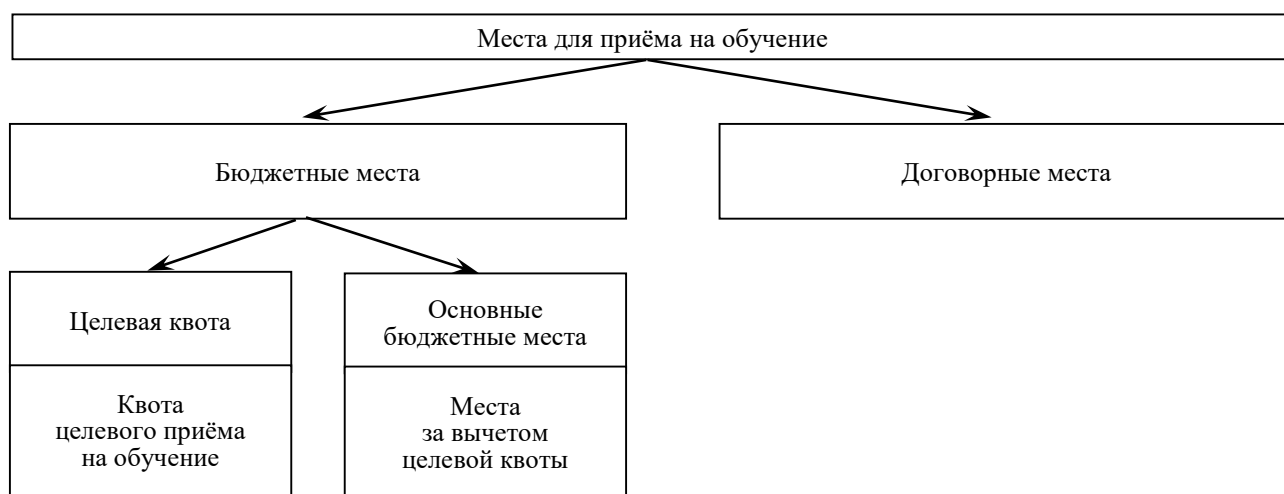 Места для приёма на обучение
Бюджетные места
Договорные места
Целевая квота
Основные
бюджетные места
Квота
целевого приёма
на обучение
Места
за вычетом
целевой квоты